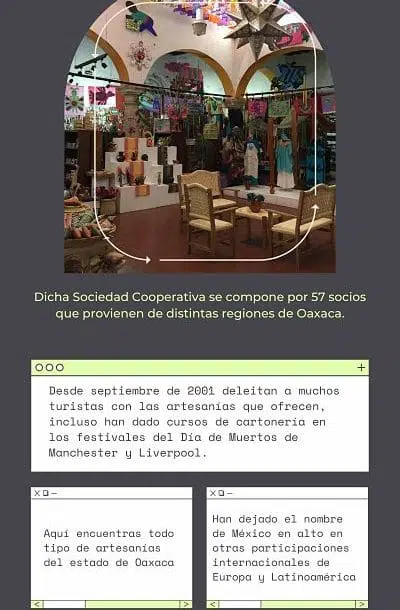 Dicha Sociedad Cooperativa se compone por 57 socios
que provienen de distintas regiones de Oaxaca.
Desde septiembre de 2001 deleitan a muchos
turistas con las artesanías que ofrecen,
incluso han dado cursos de cartonería en
los festivales del Día de Muertos de
Manchester y Liverpool.
Aquí encuentras todo
tipo de artesanías
del estado de Oaxaca
Han dejado el nombre
de México en alto en
otras participaciones
internacionales de
Europa y Latinoamérica